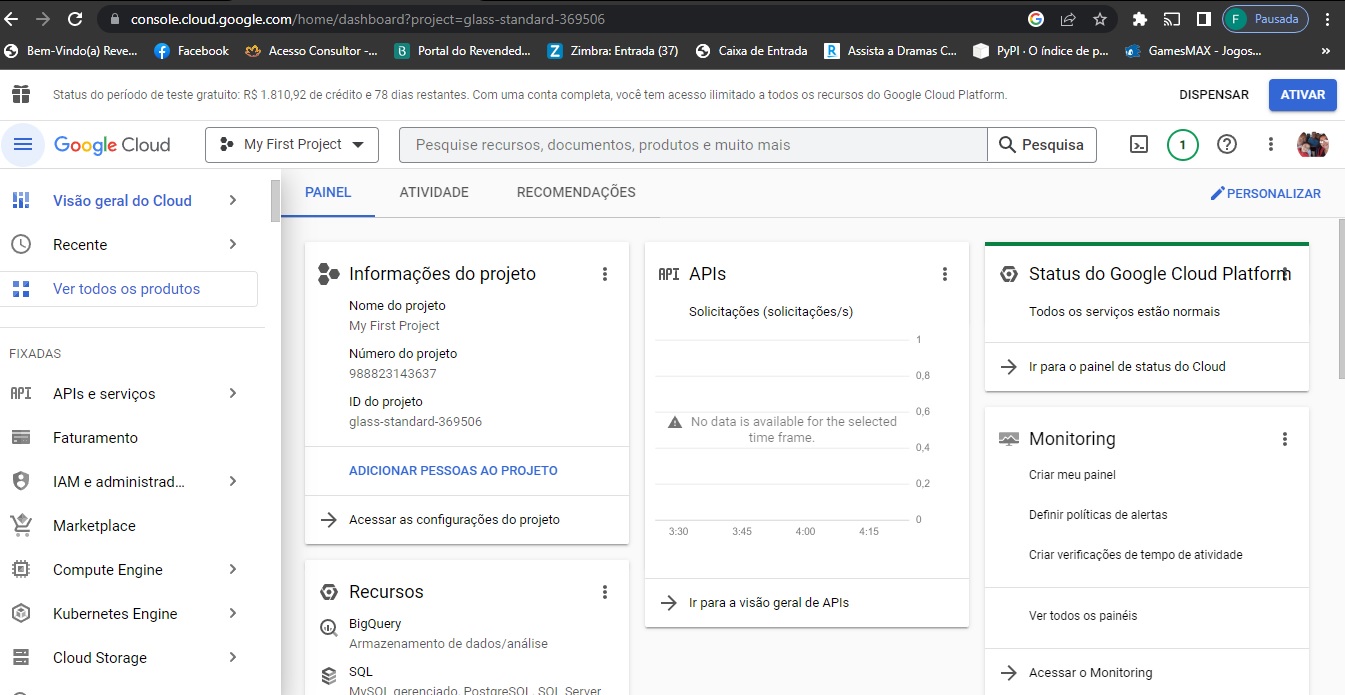 console.cloud.google.com/home/dashboard?project=glass-standard-369506
F Pausada
Bem-Vindo(a) Reve...
Facebook
Acesso Consultor -...
B Portal do Revended...
Z Zimbra: Entrada (37)
Caixa de Entrada
R Assista a Dramas C...
PyPI · O índice de p...
GamesMAX - Jogos...
»
Status do período de teste gratuito: R$ 1.810,92 de crédito e 78 dias restantes. Com uma conta completa, você tem acesso ilimitado a todos os recursos do Google Cloud Platform.
DISPENSAR
ATIVAR
Google Cloud
My First Project
Pesquise recursos, documentos, produtos e muito mais
Pesquisa
1
Visão geral do Cloud
Recente
Ver todos os produtos
FIXADAS
API APIs e serviços
Faturamento
IAM e administrad...
Marketplace
Compute Engine
Kubernetes Engine
Cloud Storage
PAINEL
ATIVIDADE
RECOMENDAÇÕES
PERSONALIZAR
Informações do projeto
Nome do projeto
My First Project
Número do projeto
988823143637
ID do projeto
glass-standard-369506
ADICIONAR PESSOAS AO PROJETO
Acessar as configurações do projeto
Recursos
BigQuery
Armazenamento de dados/análise
SQL
MySQL gerenciado, PostgreSQL, SQL Server
API APIs
Solicitações (solicitações/s)
1
0,8
0,6
No data is available for the selected
time frame.
0,4
0,2
0
3:30
3:45
4:00
4:15
Ir para a visão geral de APIs
Status do Google Cloud Platform
Todos os serviços estão normais
Ir para o painel de status do Cloud
Monitoring
Criar meu painel
Definir políticas de alertas
Criar verificações de tempo de atividade
Ver todos os painéis
Acessar o Monitoring